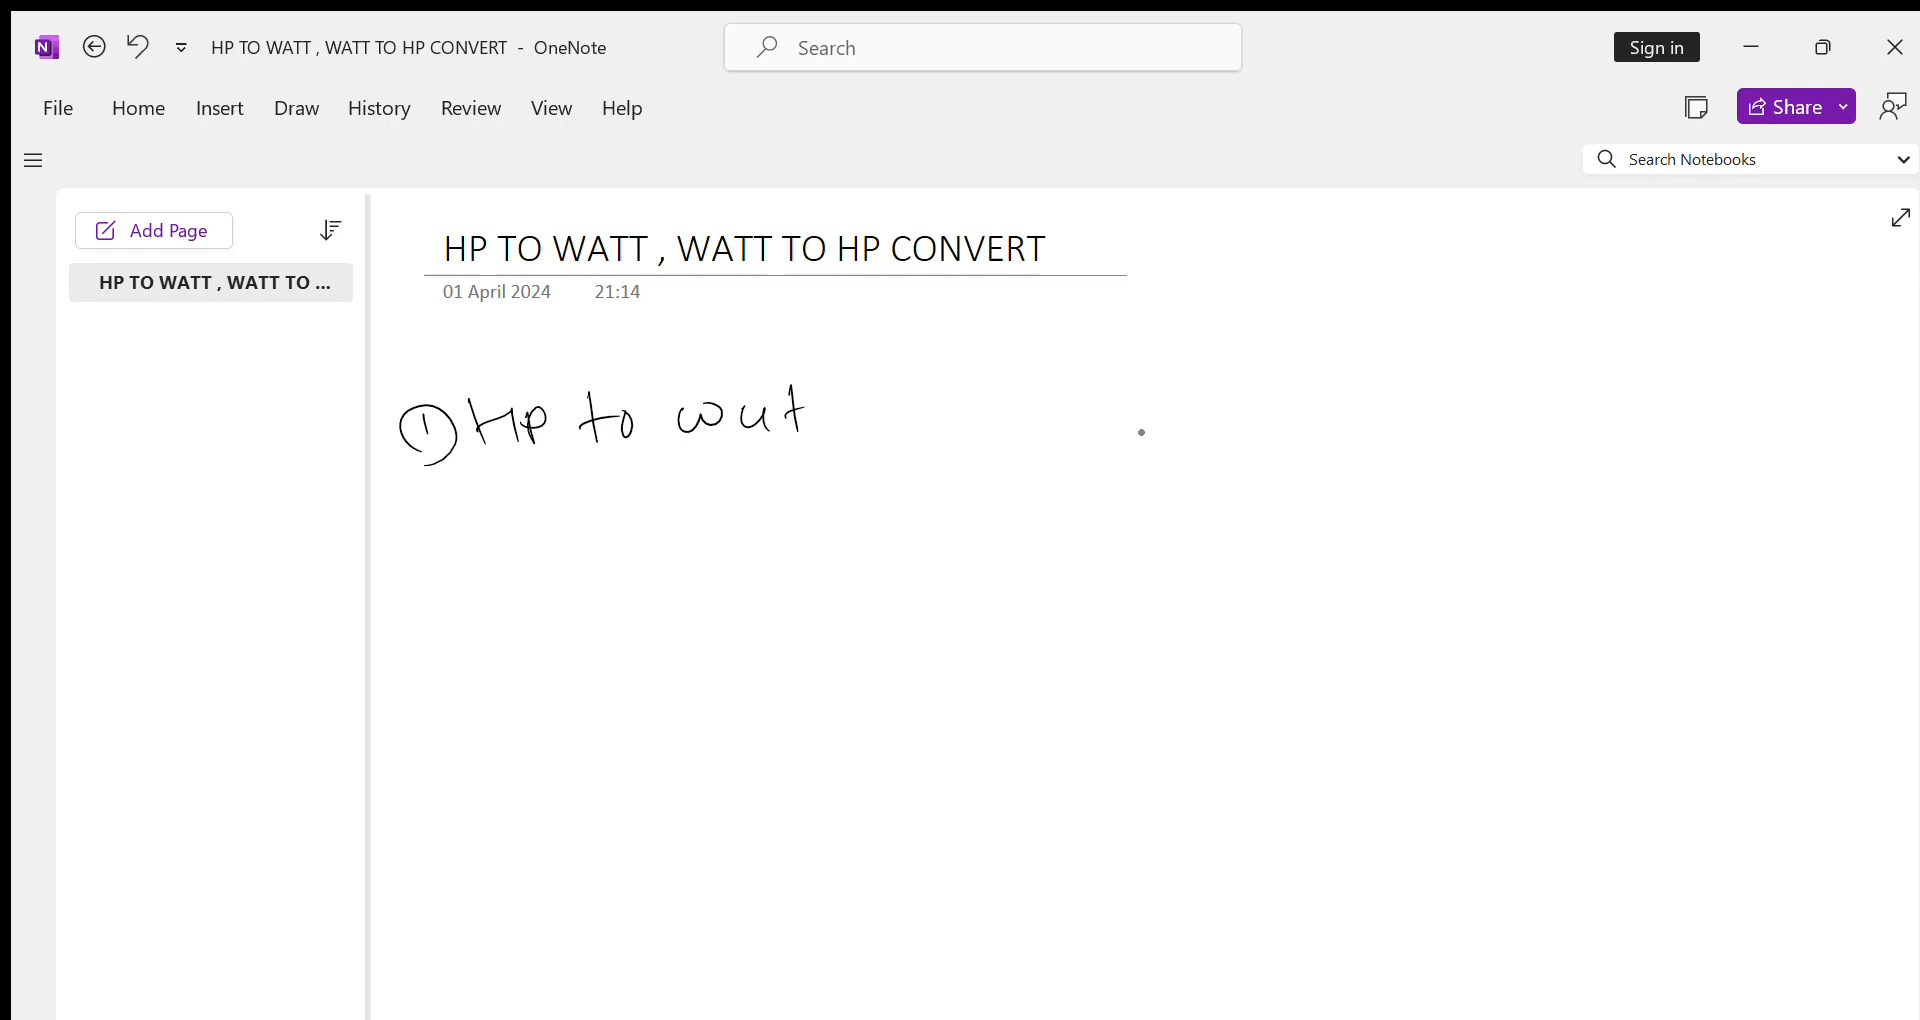 HP TO WATT , WATT TO HP CONVERT - OneNote
Search
Sign in
File Home Insert Draw History Review View Help
Share
Search Notebooks
Add Page
HP TO WATT , WATT TO ...
HP TO WATT , WATT TO HP CONVERT
01 April 2024 21:14
① HP to wut